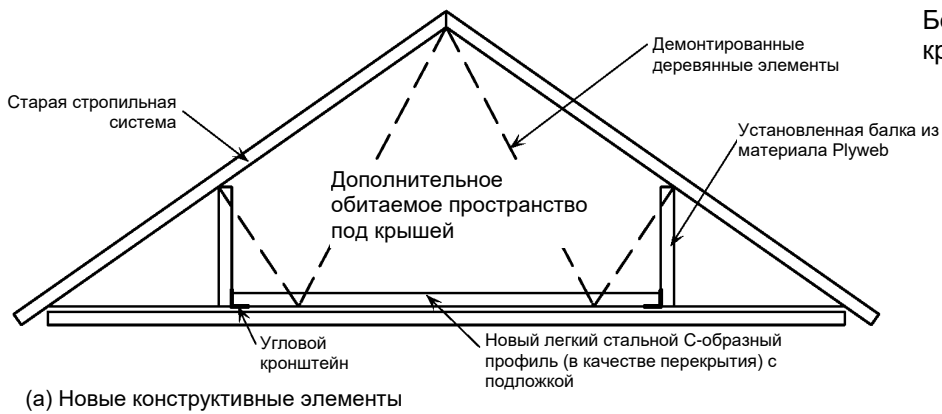 Демонтированные
деревянные элементы
Старая стропильная
система
Установленная балка из
материала Plyweb
Дополнительное
обитаемое пространство
под крышей
Угловой
кронштейн
Новый легкий стальной С-образный
профиль (в качестве перекрытия) с
подложкой
(а) Новые конструктивные элементы